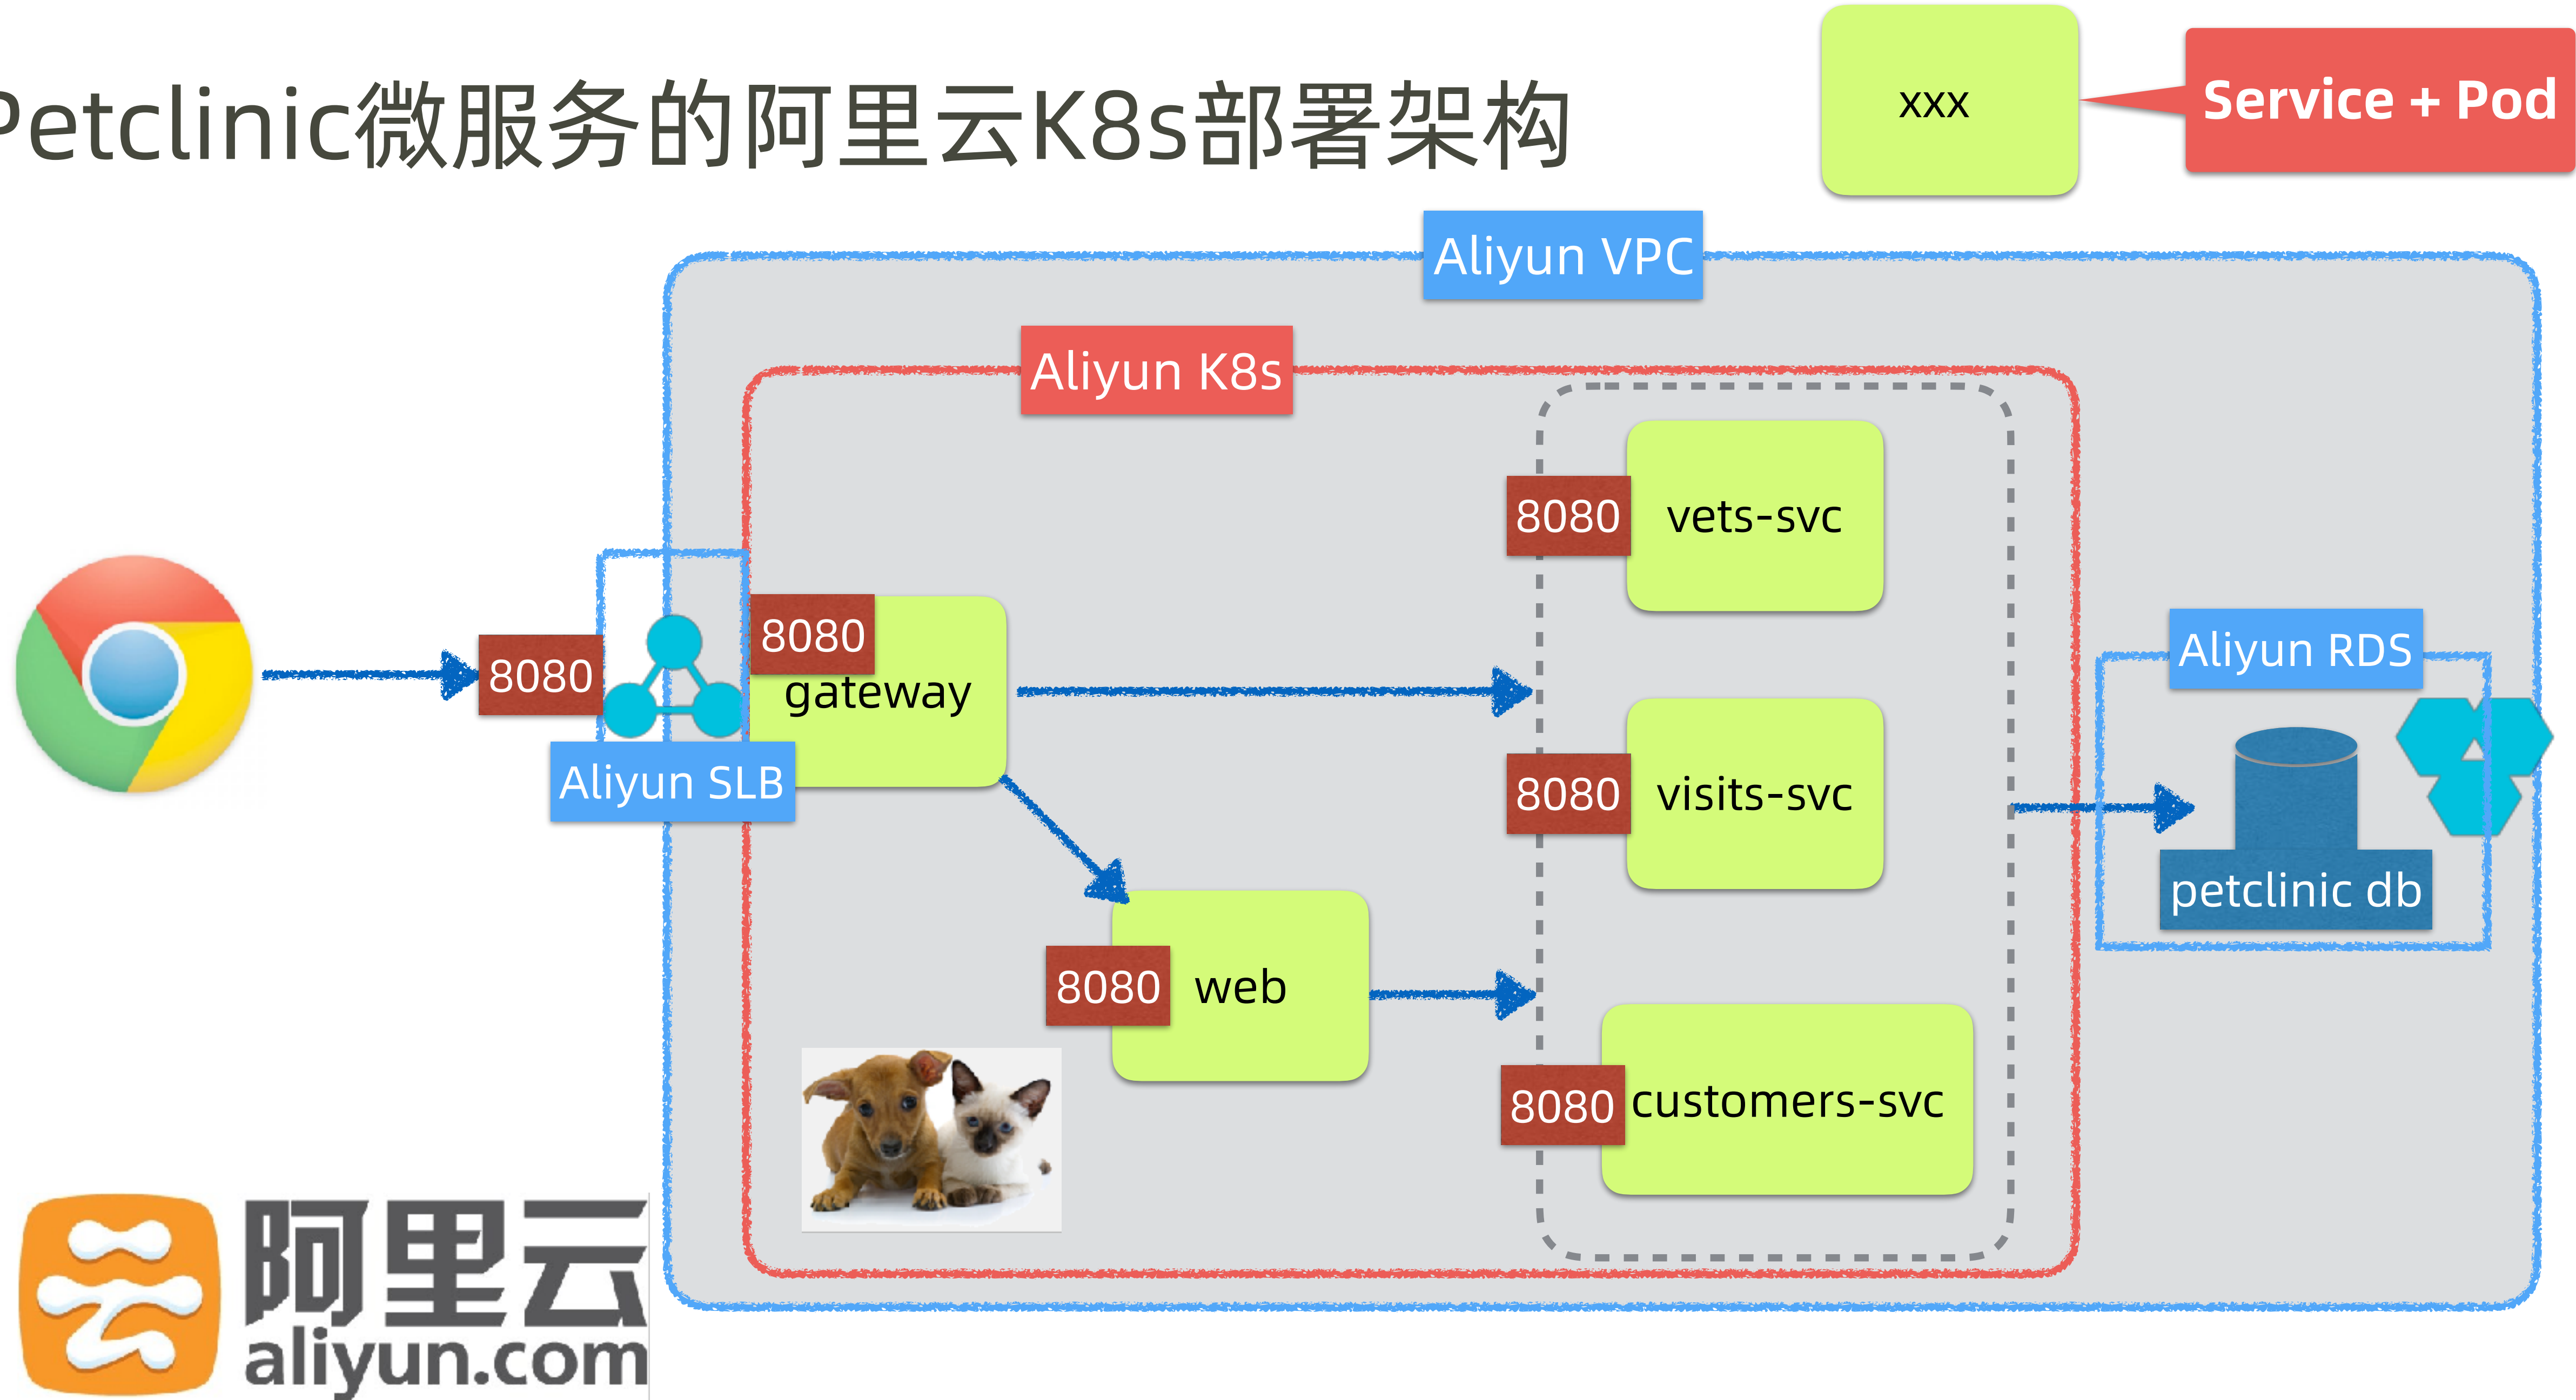 Petclinic微服务的阿里云K8s部署架构
xxx
Service + Pod
Aliyun VPC
Aliyun K8s
8080
vets-svc
8080
8080
gateway
Aliyun SLB
8080
visits-svc
Aliyun RDS
petclinic db
8080
web
8080
customers-svc
阿里云
aliyun.com